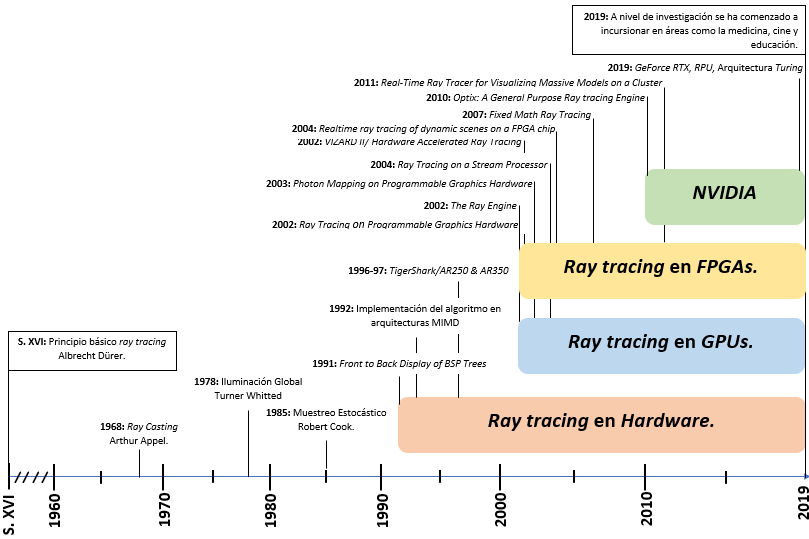 2019: A nivel de investigación se ha comenzado a
incursionar en áreas como la medicina, cine y
educación.
2019: GeForce RTX, RPU, Arquitectura Turing
2011: Real-Time Ray Tracer for Visualizing Massive Models on a Cluster
2010: Optix: A General Purpose Ray tracing Engine
2007: Fixed Math Ray Tracing
2004: Realtime ray tracing of dynamic scenes on a FPGA chip
2002: VIZARD II/ Hardware Accelerated Ray Tracing
2004: Ray Tracing on a Stream Processor
2003: Photon Mapping on Programmable Graphics Hardware
NVIDIA
2002: The Ray Engine
2002: Ray Tracing on Programmable Graphics Hardware
1996-97: TigerShark/AR250 & AR350
Ray tracing en FPGAs.
1992: Implementación del algoritmo en
arquitecturas MIMD
Ray tracing en GPUs.
S. XVI: Principio básico ray tracing
Albrecht Dürer.
1991: Front to Back Display of BSP Trees
1978: Iluminación Global
Turner Whitted
1985: Muestreo Estocástico
Robert Cook.
Ray tracing en Hardware.
1968: Ray Casting
Arthur Appel.
S. XVI
1960
1970
1980
1990
2000
2010
2019